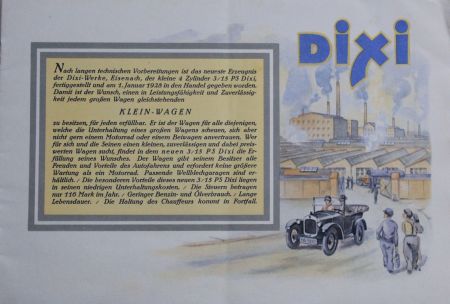 DIXI
Nach langen technischen Vorbereitungen ist das neueste Erzeugnis
der Dixi-Werke, Eisenach, der kleine 4 Zylinder 3/15 PS Dixi,
fertiggestellt und am 1. Januar 1928 in den Handel gegeben worden.
Damit ist der Wunsch, einen in Leistungsfähigkeit und Zuverlässig-
keit jedem großen Wagen gleichstehenden
KLEIN-WAGEN
zu besitzen, für jeden erfüllbar. Er ist der Wagen für alle diejenigen,
welche die Unterhaltung eines großen Wagens scheuen, sich aber
nicht gern einem Motorrad oder einem Beiwagen anvertrauen. Wer
für sich und die Seinen einen kleinen, zuverlässigen und dabei preis-
werten Wagen sucht, findet in dem neuen 3/15 PS Dixi die Er-
füllung seines Wunsches. Der Wagen gibt seinem Besitzer alle
Freuden und Vorteile des Autofahrens und erfordert keine größere
Wartung als ein Motorrad. Passende Wellblechgaragen sind er-
hältlich. / Die besonderen Vorteile dieses neuen 3/15 PS Dixi liegen
in seinen niedrigen Unterhaltungskosten. / Die Steuern betragen
nur 116 Mark im Jahr. / Geringer Benzin- und Ölverbrauch. / Lange
Lebensdauer. / Die Haltung des Chauffeurs kommt in Fortfall.